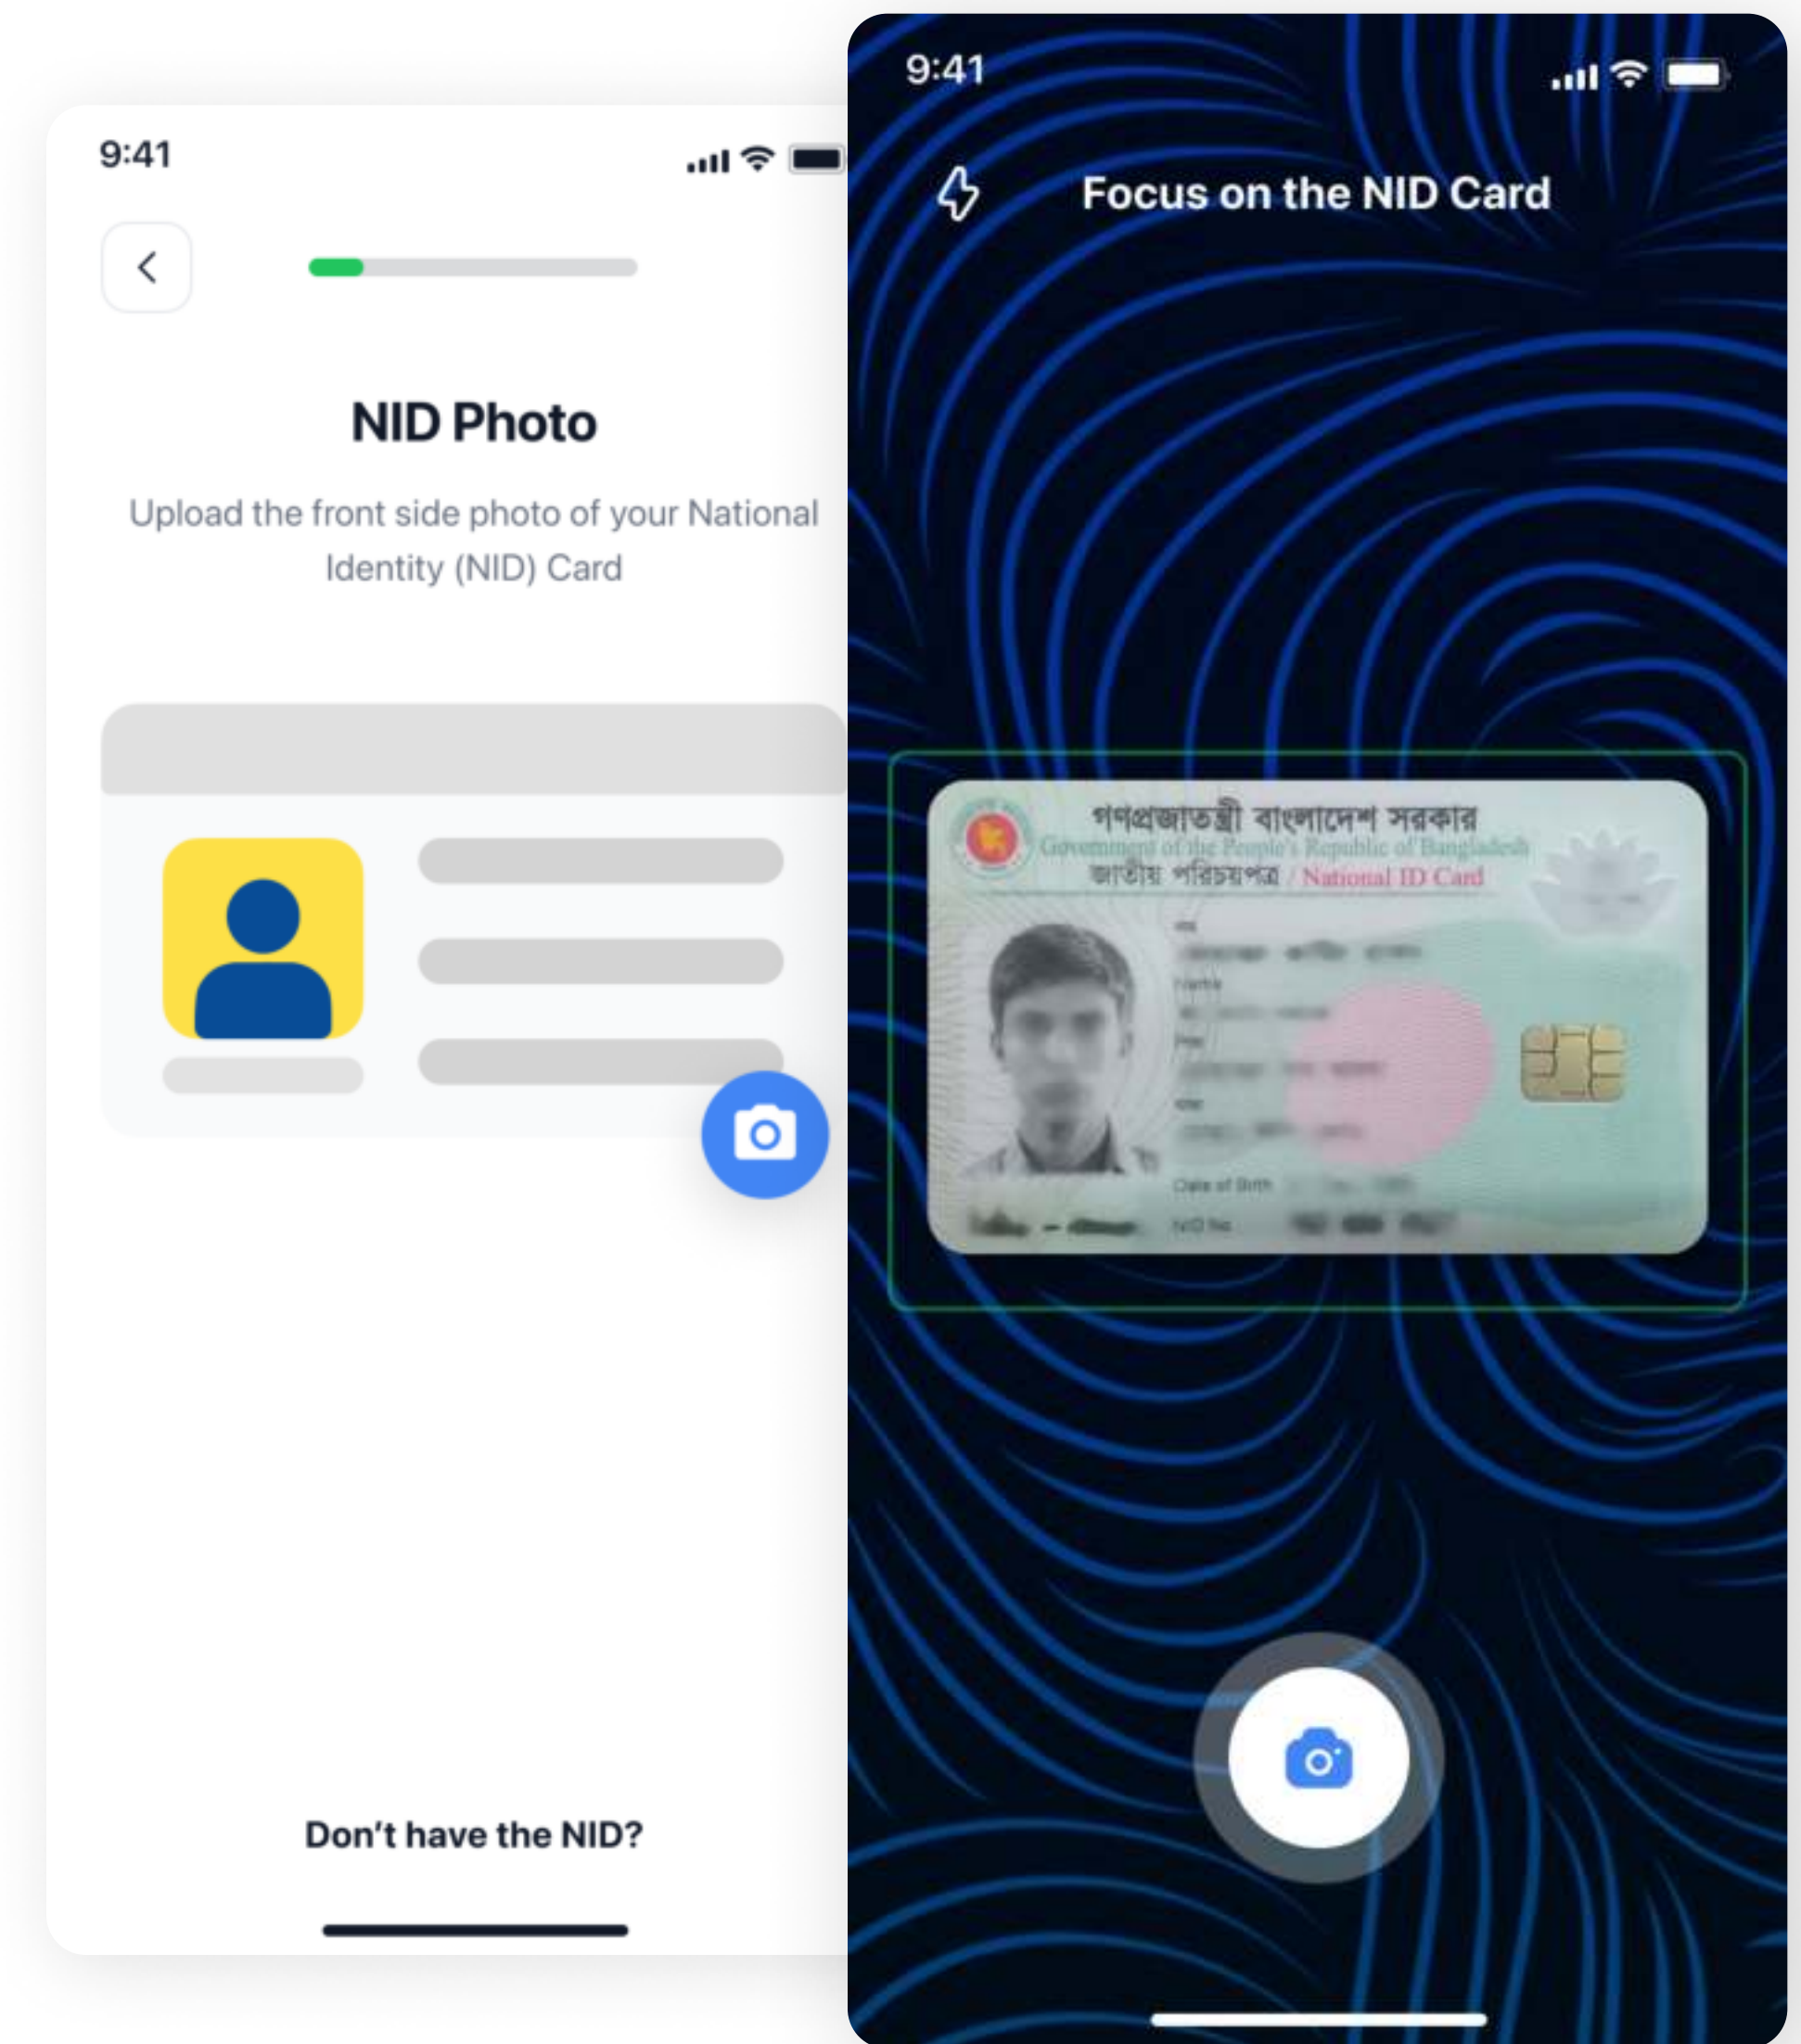 9:41
NID Photo
Upload the front side photo of your National
Identity (NID) Card
Don't have the NID?
9:41
Focus on the NID Card
গণপ্রজাতন্ত্রী বাংলাদেশ সরকার
Government of the People's Republic of Bangladesh
জাতীয় পরিচয়পত্র / National ID Card
Name
Date of Birth
NID No